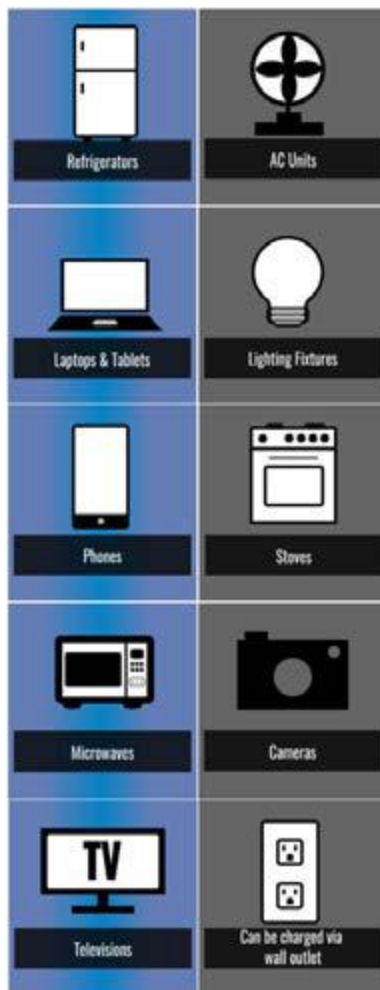 Refrigerators
AC Units
Laptops & Tablets
Lighting Fixtures
Phones
Stoves
Microwaves
Cameras
TV
Televisions
Can be charged via
wall outlet